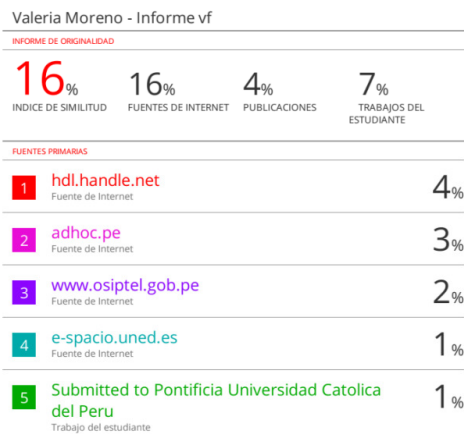 Valeria Moreno - Informe vf
INFORME DE ORIGINALIDAD
16% 16% 4% 7%
INDICE DE SIMILITUD FUENTES DE INTERNET PUBLICACIONES TRABAJOS DEL
ESTUDIANTE
FUENTES PRIMARIAS
1 hdl.handle.net 4%
Fuente de Internet
2 adhoc.pe 3%
Fuente de Internet
3 www.osiptel.gob.pe 2%
Fuente de Internet
4 e-spacio.uned.es 1%
Fuente de Internet
5 Submitted to Pontificia Universidad Catolica 1%
del Peru
Trabajo del estudiante